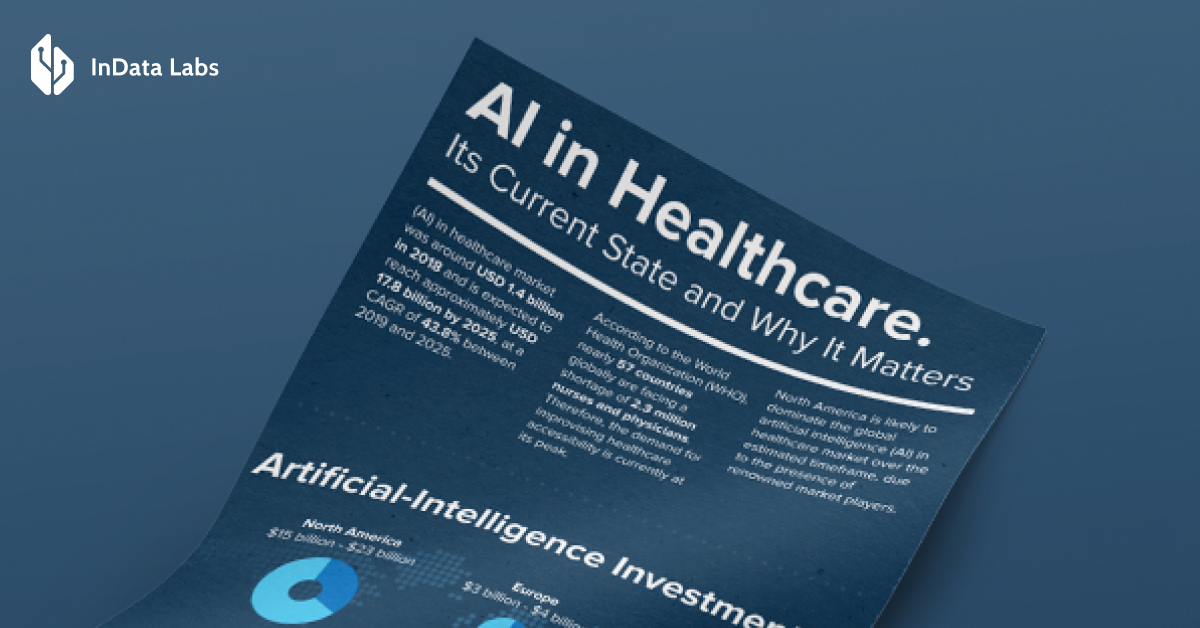 InData Labs
AI in Healthcare.
Its Current State and Why It Matters
(AI) in healthcare market
was around USD 1.4 billion
in 2018 and is expected to
reach approximately USD
17.8 billion by 2025, at a
CAGR of 43.8% between
2019 and 2025.
According to the World
Health Organization (WHO),
nearly 57 countries
globally are facing a
shortage of 2.3 million
nurses and physicians.
Therefore, the demand for
improvising healthcare
accessibility is currently at
its peak.
North America is likely to
dominate the global
artificial intelligence (AI) in
healthcare market over the
estimated timeframe, due
to the presence of
renowned market players.
Artificial-Intelligence Investmen
North America
$15 billion - $23 billion
Europe
$3 billion - $4 billion